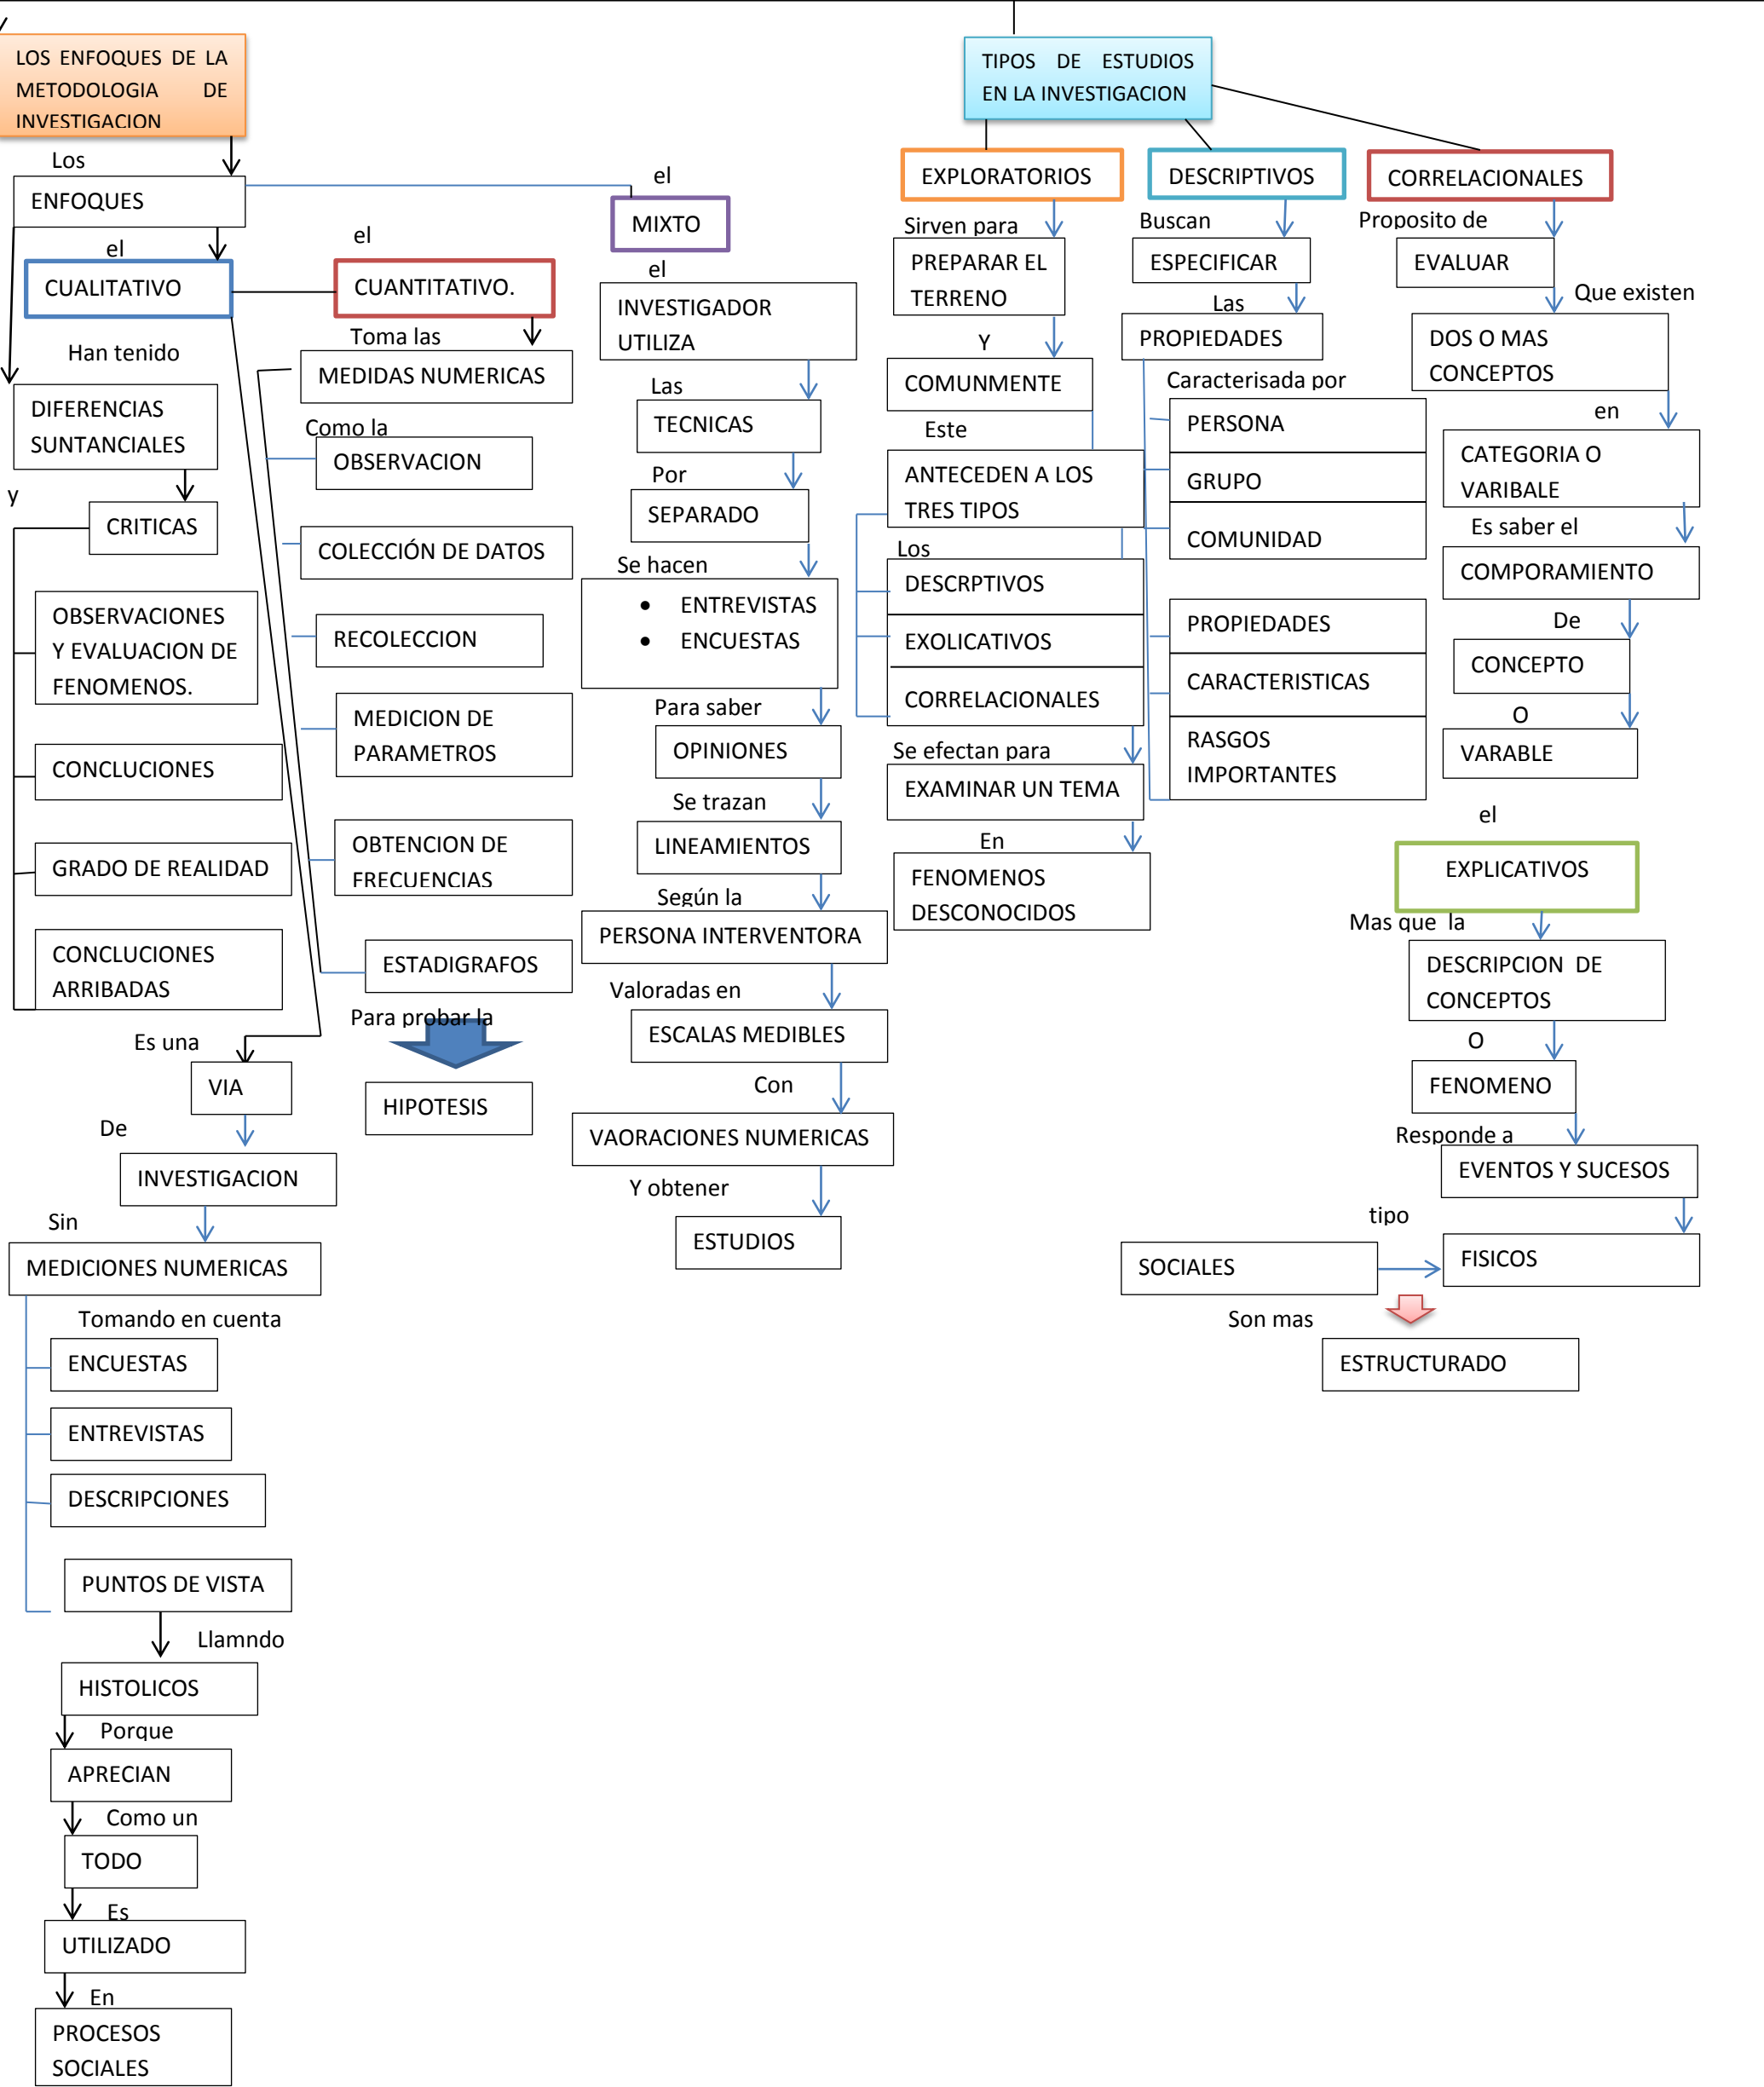 LOS ENFOQUES DE LA
METODOLOGIA DE
INVESTIGACION
Los
ENFOQUES
el
CUALITATIVO
Han tenido
DIFERENCIAS
SUNTANCIALES
y
CRITICAS
OBSERVACIONES
Y EVALUACION DE
FENOMENOS.
CONCLUCIONES
GRADO DE REALIDAD
CONCLUCIONES
ARRIBADAS
Es una
VIA
De
INVESTIGACION
Sin
MEDICIONES NUMERICAS
Tomando en cuenta
ENCUESTAS
ENTREVISTAS
DESCRIPCIONES
PUNTOS DE VISTA
Llamndo
HISTOLICOS
Porque
APRECIAN
Como un
TODO
Es
UTILIZADO
En
PROCESOS
SOCIALES
el
CUANTITATIVO.
Toma las
MEDIDAS NUMERICAS
Como la
OBSERVACION
COLECCIÓN DE DATOS
RECOLECCION
MEDICION DE
PARAMETROS
OBTENCION DE
FRECUENCIAS
ESTADIGRAFOS
Para probar la
HIPOTESIS
el
MIXTO
el
INVESTIGADOR
UTILIZA
Las
TECNICAS
Por
SEPARADO
Se hacen
• ENTREVISTAS
• ENCUESTAS
Para saber
OPINIONES
Se trazan
LINEAMIENTOS
Según la
PERSONA INTERVENTORA
Valoradas en
ESCALAS MEDIBLES
Con
VAORACIONES NUMERICAS
Y obtener
ESTUDIOS
TIPOS DE ESTUDIOS
EN LA INVESTIGACION
EXPLORATORIOS
Sirven para
PREPARAR EL
TERRENO
Y
COMUNMENTE
Este
ANTECEDEN A LOS
TRES TIPOS
Los
DESCRPTIVOS
EXOLICATIVOS
CORRELACIONALES
Se efectan para
EXAMINAR UN TEMA
En
FENOMENOS
DESCONOCIDOS
DESCRIPTIVOS
Buscan
ESPECIFICAR
Las
PROPIEDADES
Caracterisada por
PERSONA
GRUPO
COMUNIDAD
PROPIEDADES
CARACTERISTICAS
RASGOS
IMPORTANTES
CORRELACIONALES
Proposito de
EVALUAR
Que existen
DOS O MAS
CONCEPTOS
en
CATEGORIA O
VARIBALE
Es saber el
COMPORAMIENTO
De
CONCEPTO
O
VARABLE
el
EXPLICATIVOS
Mas que la
DESCRIPCION DE
CONCEPTOS
O
FENOMENO
Responde a
EVENTOS Y SUCESOS
tipo
SOCIALES
FISICOS
Son mas
ESTRUCTURADO